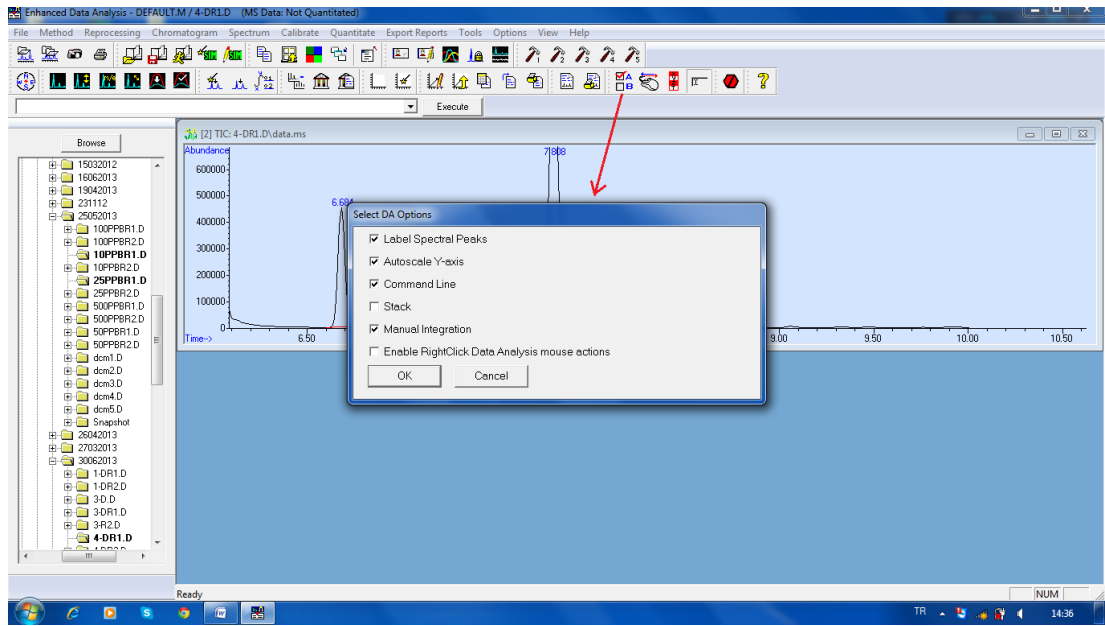 Enhanced Data Analysis - DEFAULT.M / 4-DR1.D (MS Data: Not Quantitated)
File Method Reprocessing Chromatogram Spectrum Calibrate Quantitate Export Reports Tools Options View Help
Execute
Browse
15032012
16062013
19042013
231112
25052013
100PPBR1.D
100PPBR2.D
10PPBR1.D
10PPBR2.D
25PPBR1.D
25PPBR2.D
500PPBR1.D
500PPBR2.D
50PPBR1.D
50PPBR2.D
dcm1.D
dcm2.D
dcm3.D
dcm4.D
dcm5.D
Snapshot
26042013
27032013
30062013
1-DR1.D
1-DR2.D
3-D.D
3-DR1.D
3-R2.D
4-DR1.D
[2] TIC: 4-DR1.D\data.ms
Abundance
600000
500000
400000
300000
200000
100000
0
Time-->
6.50
9.00
9.50
10.00
10.50
6.684
7.808
Select DA Options
Label Spectral Peaks
Autoscale Y-axis
Command Line
Stack
Manual Integration
Enable RightClick Data Analysis mouse actions
OK
Cancel
Ready
NUM
TR
14:36